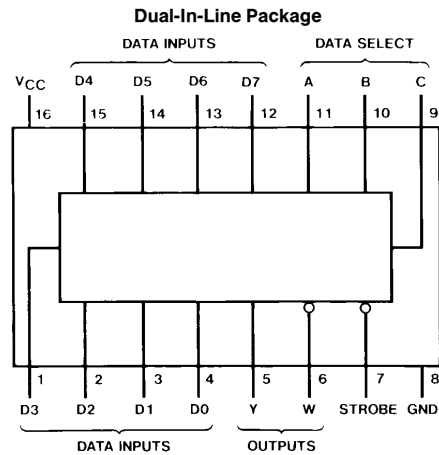 Dual-In-Line Package
DATA INPUTS DATA SELECT
VCC D4 D5 D6 D7 A B C
16 15 14 13 12 11 10 9
1 2 3 4 5 6 7 8
D3 D2 D1 D0 Y W STROBE GND
DATA INPUTS OUTPUTS